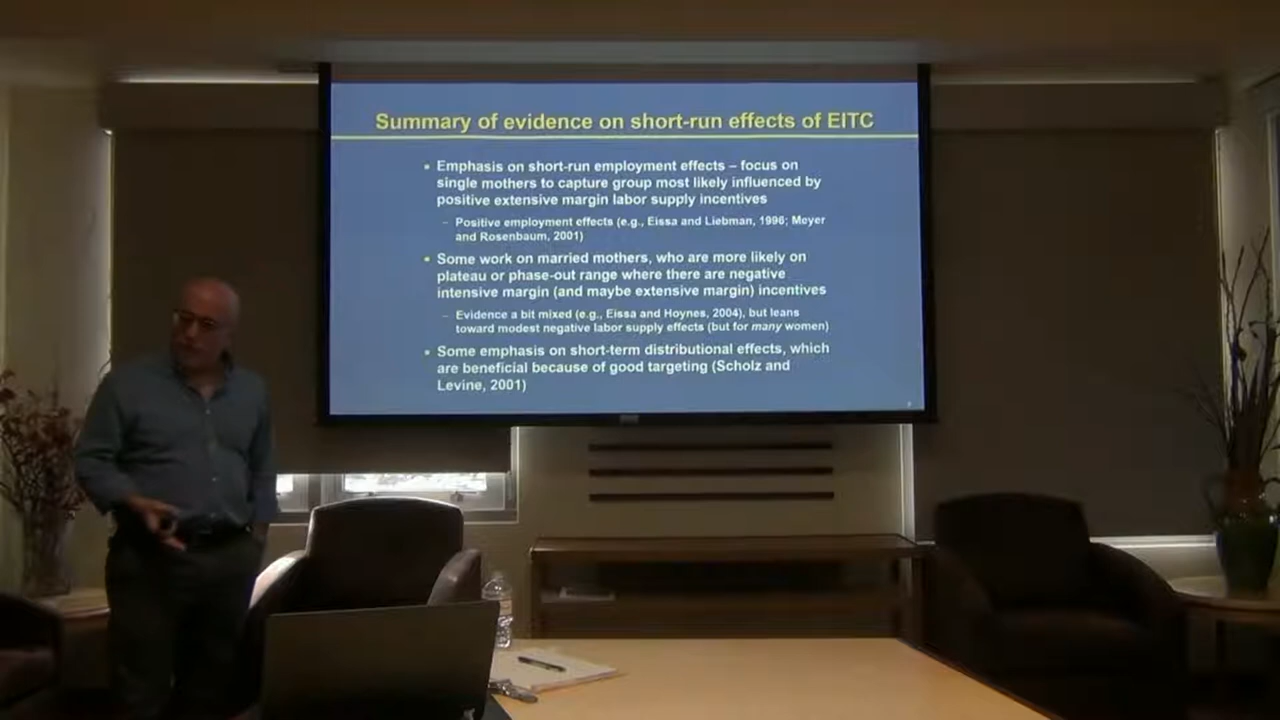 Summary of evidence on short-run effects of EITC
• Emphasis on short-run employment effects – focus on
single mothers to capture group most likely influenced by
positive extensive margin labor supply incentives
– Positive employment effects (e.g., Eissa and Liebman, 1996; Meyer
and Rosenbaum, 2001)
• Some work on married mothers, who are more likely on
plateau or phase-out range where there are negative
intensive margin (and maybe extensive margin) incentives
– Evidence a bit mixed (e.g., Eissa and Hoynes, 2004), but leans
toward modest negative labor supply effects (but for many women)
• Some emphasis on short-term distributional effects, which
are beneficial because of good targeting (Scholz and
Levine, 2001)